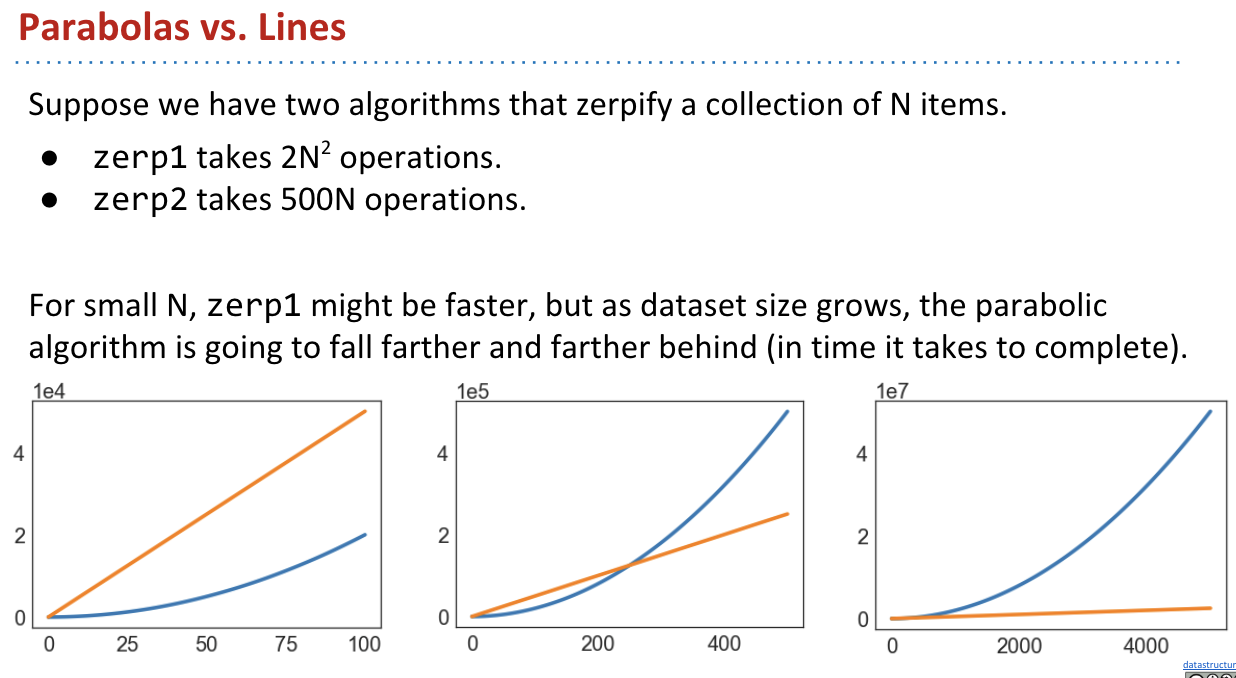 Parabolas vs. Lines
Suppose we have two algorithms that zerpify a collection of N items.
● zerp1 takes 2N² operations.
● zerp2 takes 500N operations.
For small N, zerp1 might be faster, but as dataset size grows, the parabolic
algorithm is going to fall farther and farther behind (in time it takes to complete).
1e4
4
2
0
0 25 50 75 100
1e5
4
2
0
0 200 400
1e7
4
2
0
0 2000 4000
datastructur